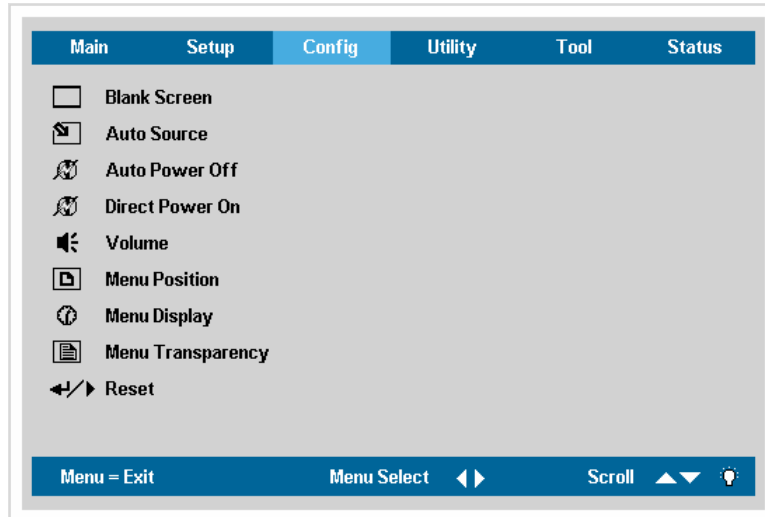 Main Setup Config Utility Tool Status
Blank Screen
Auto Source
Auto Power Off
Direct Power On
Volume
Menu Position
Menu Display
Menu Transparency
Reset
Menu = Exit Menu Select Scroll